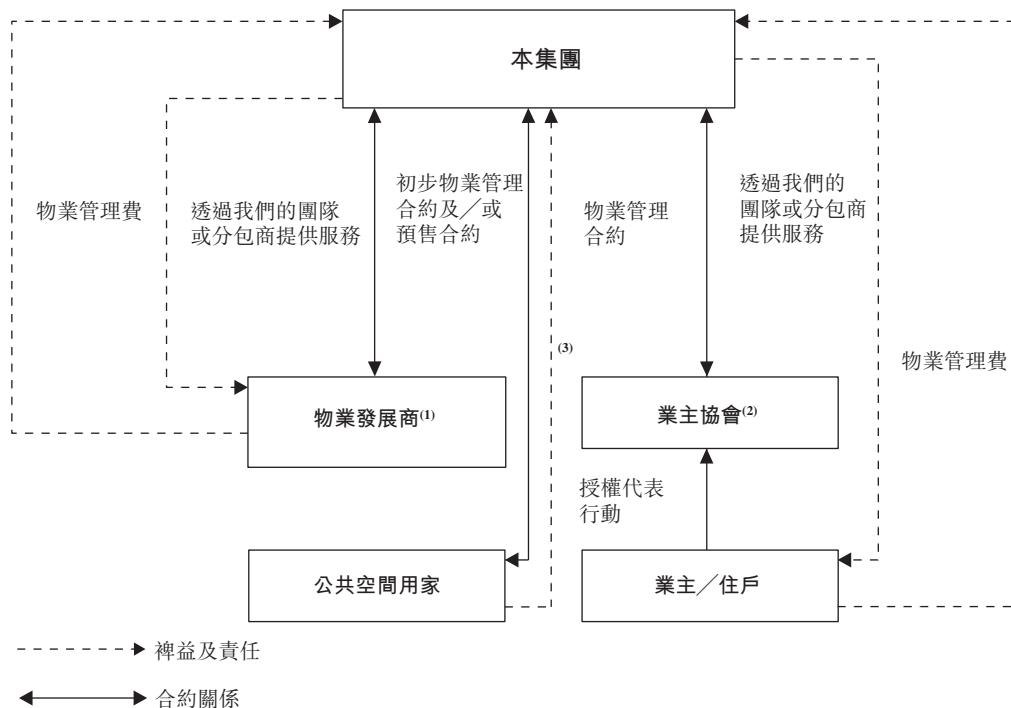 本集團
物業管理費
透過我們的團隊
或分包商提供服務
初步物業管理
合約及／或
預售合約
物業管理
合約
透過我們的
團隊或分包商
提供服務
(3)
物業管理費
物業發展商(1)
業主協會(2)
授權代表
行動
公共空間用家
業主／住戶
裨益及責任
合約關係